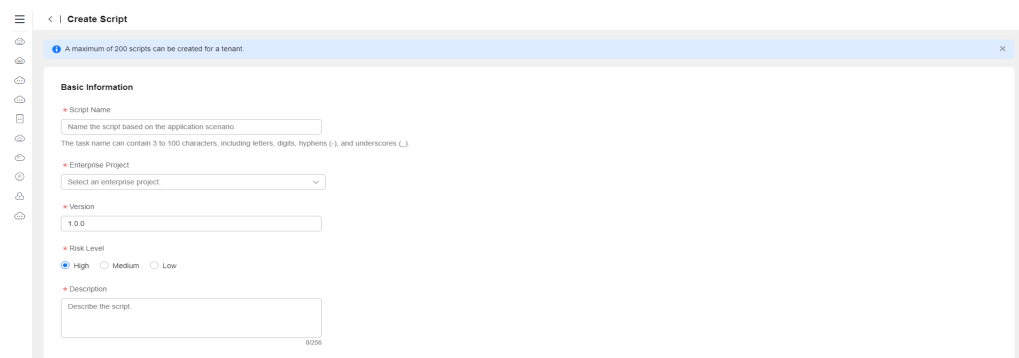 Create Script
A maximum of 200 scripts can be created for a tenant.
Basic Information
* Script Name
Name the script based on the application scenario.
The task name can contain 3 to 100 characters, including letters, digits, hyphens (-), and underscores (_).
* Enterprise Project
Select an enterprise project.
* Version
1.0.0
* Risk Level
High Medium Low
* Description
Describe the script.
0/256